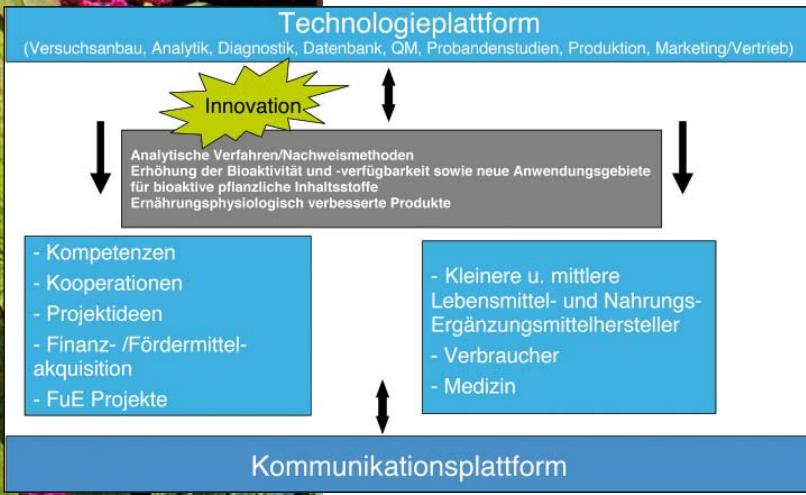 Technologieplattform
(Versuchsanbau, Analytik, Diagnostik, Datenbank, QM, Probandenstudien, Produktion, Marketing/Vertrieb)
Innovation
Analytische Verfahren/Nachweismethoden
Erhöhung der Bioaktivität und -verfügbarkeit sowie neue Anwendungsgebiete
für bioaktive pflanzliche Inhaltsstoffe
Ernährungsphysiologisch verbesserte Produkte
- Kompetenzen
- Kooperationen
- Projektideen
- Finanz- /Fördermittel-
akquisition
- FuE Projekte
- Kleinere u. mittlere
Lebensmittel- und Nahrungs-
Ergänzungsmittelhersteller
- Verbraucher
- Medizin
Kommunikationsplattform